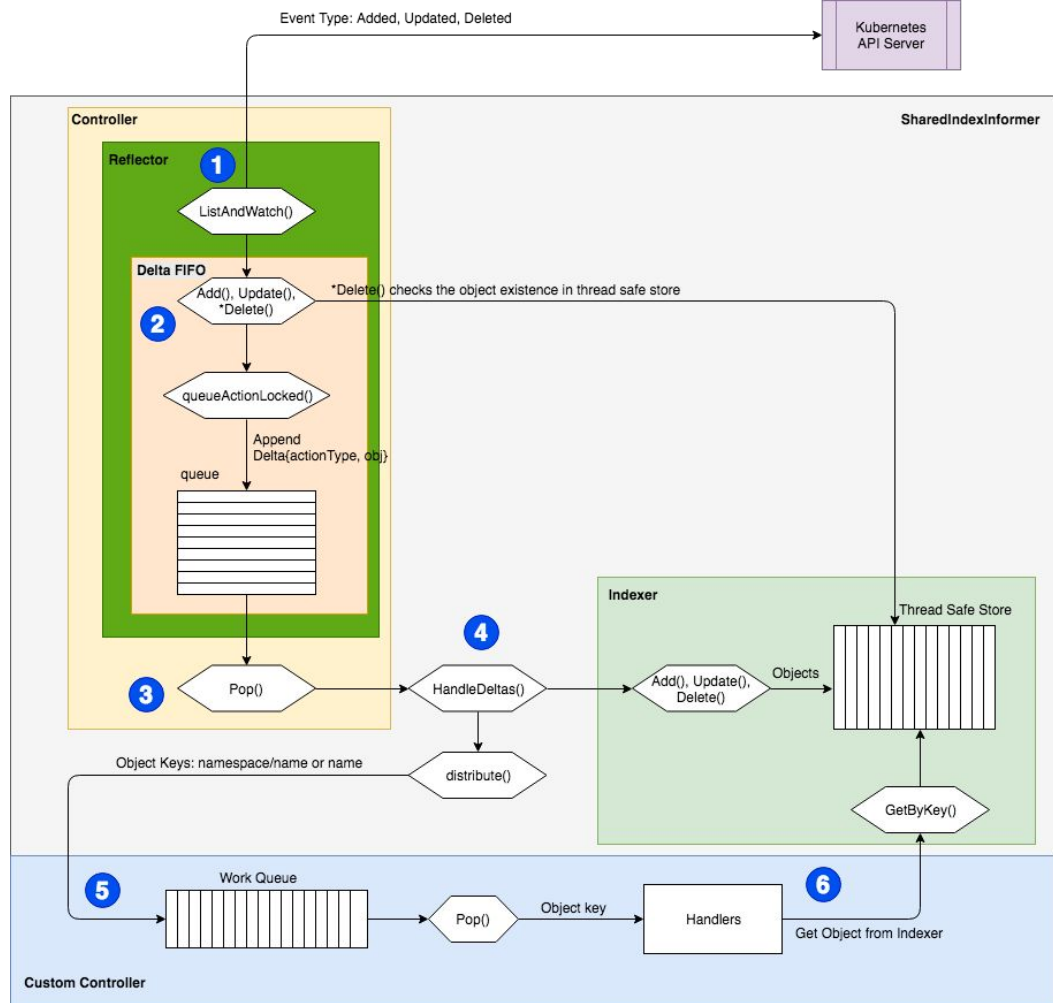 Event Type: Added, Updated, Deleted
Kubernetes
API Server
Controller
SharedIndexInformer
Reflector
1
ListAndWatch()
Delta FIFO
Add(), Update(),
*Delete()
*Delete() checks the object existence in thread safe store
2
queueActionLocked()
Append
Delta{actionType, obj}
queue
Indexer
Thread Safe Store
4
3
Pop()
HandleDeltas()
Add(), Update(),
Delete()
Objects
Object Keys: namespace/name or name
distribute()
GetByKey()
5
Work Queue
6
Pop()
Object key
Handlers
Get Object from Indexer
Custom Controller